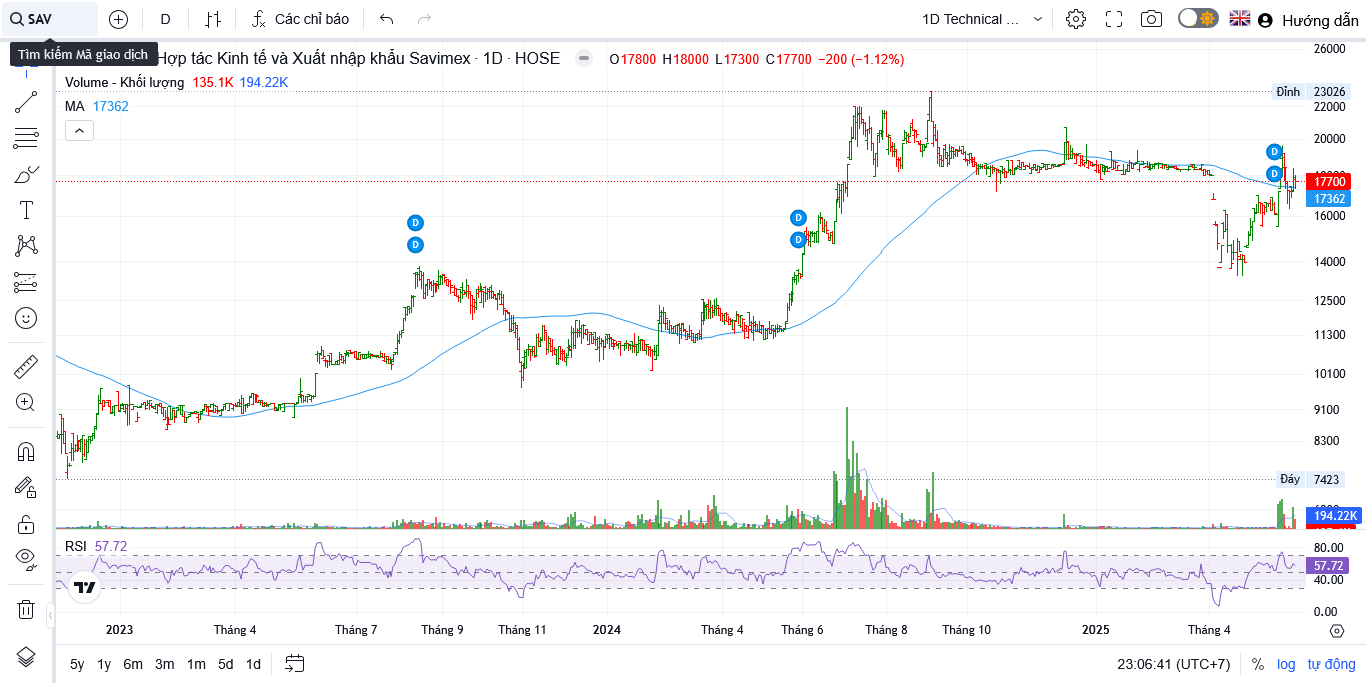 SAV
D
Các chỉ báo
1D Technical ...
Hướng dẫn
Tìm kiếm Mã giao dịch
Hợp tác Kinh tế và Xuất nhập khẩu Savimex · 1D · HOSE
O17800 H18000 L17300 C17700 −200 (−1.12%)
Volume - Khối lượng 135.1K 194.22K
MA 17362
26000
Đỉnh 23026
22000
20000
D
D
17700
17362
D
D
D
D
16000
14000
12500
11300
10100
9100
8300
Đáy 7423
194.22K
RSI 57.72
80.00
57.72
40.00
0.00
2023 Tháng 4 Tháng 7 Tháng 9 Tháng 11 2024 Tháng 4 Tháng 6 Tháng 8 Tháng 10 2025 Tháng 4
5y 1y 6m 3m 1m 5d 1d
23:06:41 (UTC+7) % log tự động